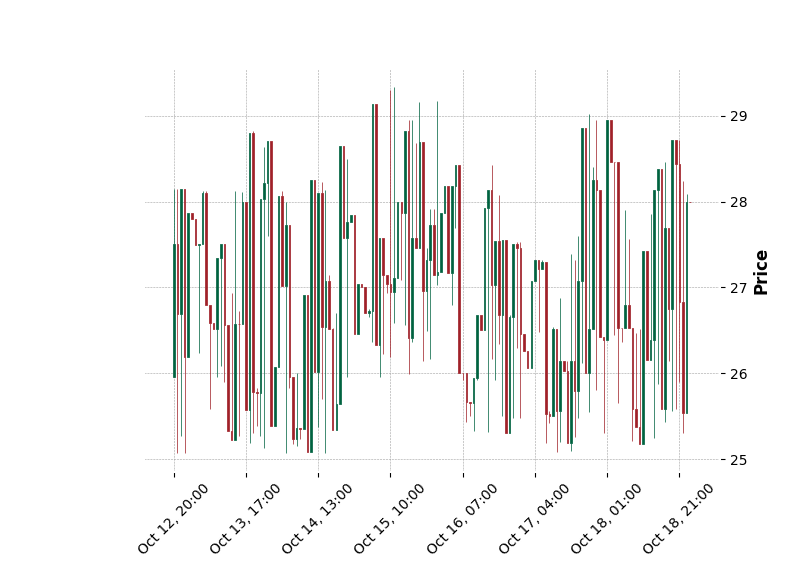 29
28
27
26
25
Price
Oct 12, 20:00
Oct 13, 17:00
Oct 14, 13:00
Oct 15, 10:00
Oct 16, 07:00
Oct 17, 04:00
Oct 18, 01:00
Oct 18, 21:00